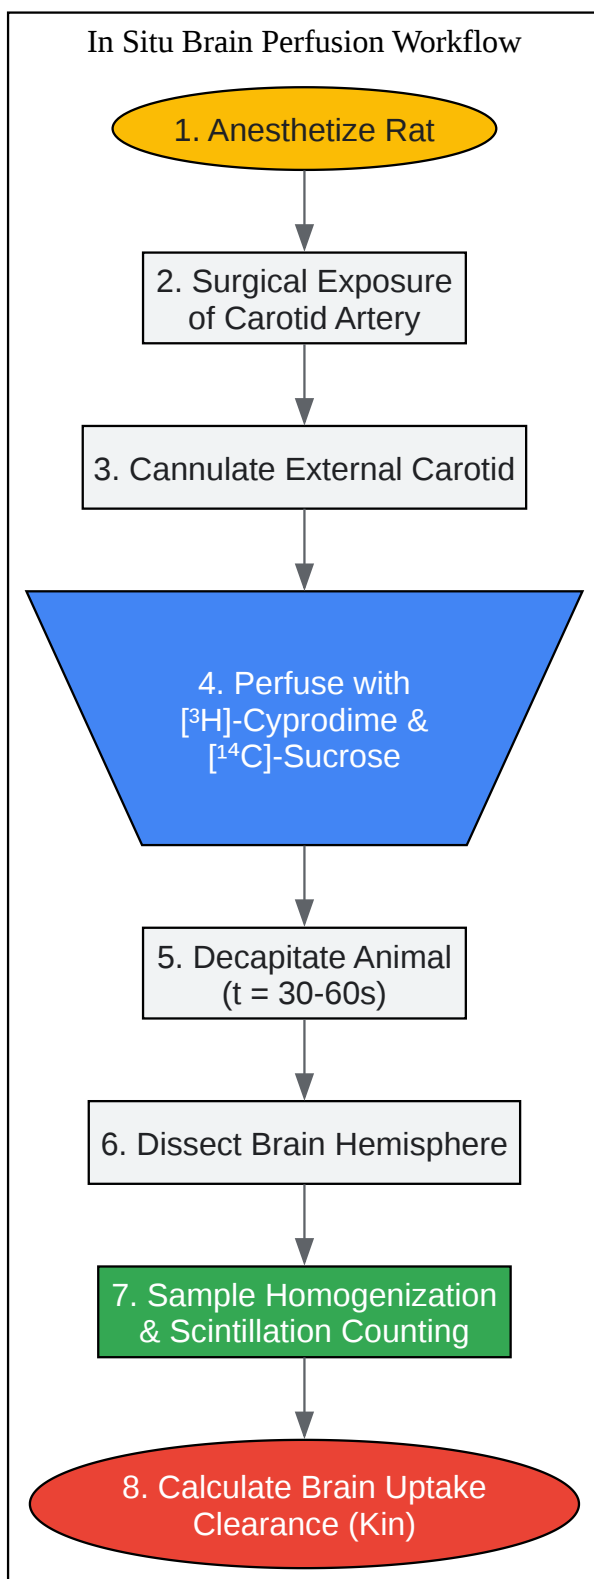 In Situ Brain Perfusion Workflow
1. Anesthetize Rat
2. Surgical Exposure
of Carotid Artery
3. Cannulate External Carotid
4. Perfuse with
[³H]-Cyprodime &
[¹⁴C]-Sucrose
5. Decapitate Animal
(t = 30-60s)
6. Dissect Brain Hemisphere
7. Sample Homogenization
& Scintillation Counting
8. Calculate Brain Uptake
Clearance (Kin)